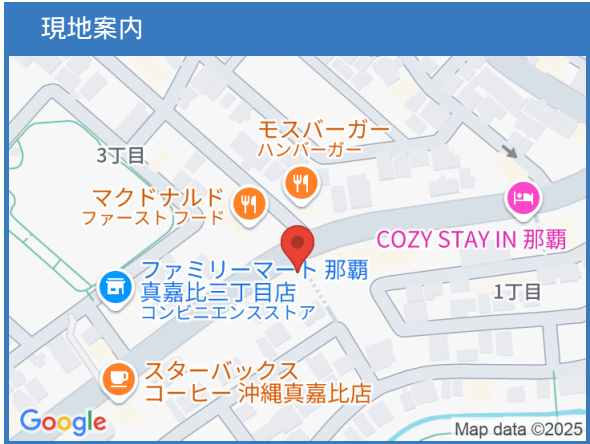 現地案内
モスバーガー
ハンバーガー
3丁目
マクドナルド
ファースト フード
COZY STAY IN 那覇
ファミリーマート 那覇
真嘉比三丁目店
コンビニエンスストア
1丁目
スターバックス
コーヒー 沖縄真嘉比店
Google
Map data ©2025